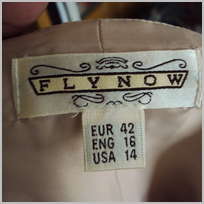 FLYNOW
EUR 42
ENG 16
USA 14